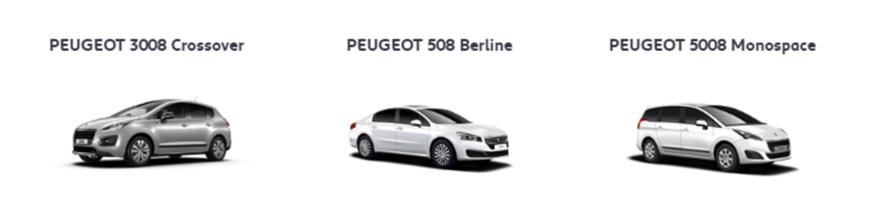 PEUGEOT 3008 Crossover
PEUGEOT 508 Berline
PEUGEOT 5008 Monospace